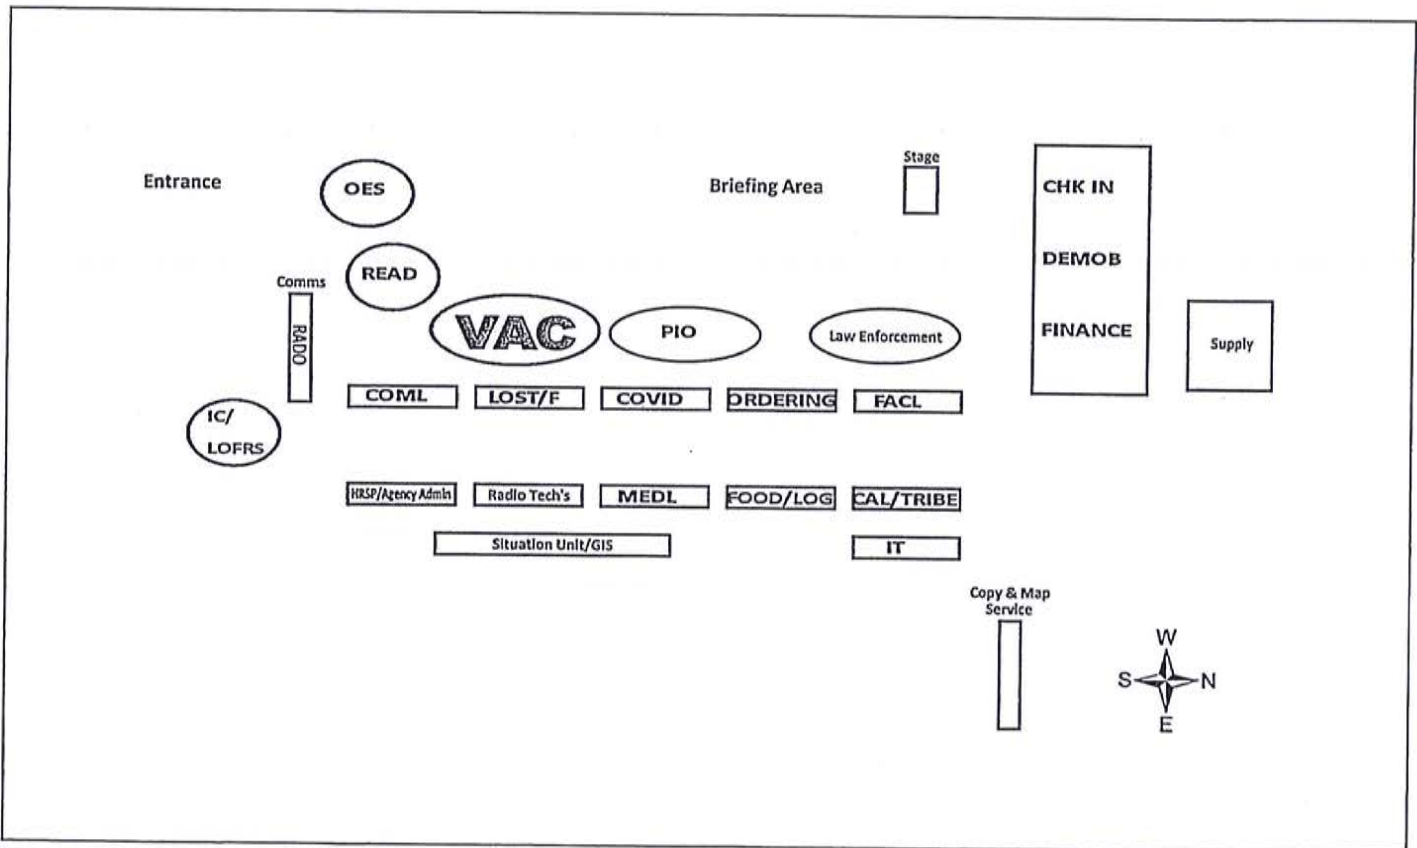 Stage
Entrance
OES
Briefing Area
CHK IN
READ
DEMOB
Comms
RADO
VAC
PIO
Law Enforcement
FINANCE
Supply
COML
LOST/F
COVID
ORDERING
FACL
IC/
LOFRS
HRSP/Agency Admin
Radio Tech's
MEDL
FOOD/LOG
CAL/TRIBE
Situation Unit/GIS
IT
Copy & Map
Service
W
S
N
E